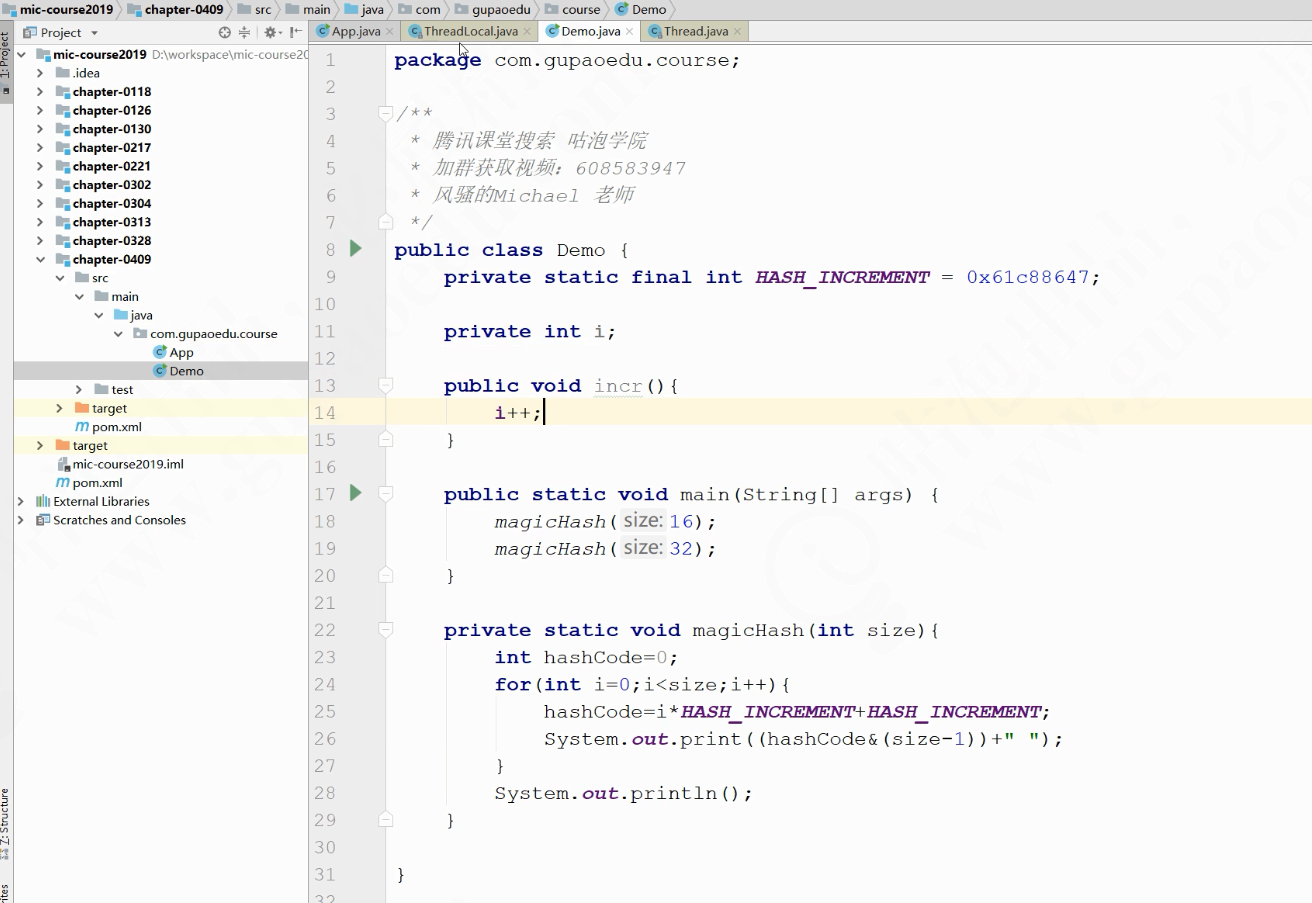 mic-course2019 chapter-0409 src main java com gupaoedu course Demo
Project
App.java ThreadLocal.java Demo.java Thread.java
1: Project
mic-course2019 D:\workspace\mic-course20
.idea
chapter-0118
chapter-0126
chapter-0130
chapter-0217
chapter-0221
chapter-0302
chapter-0304
chapter-0313
chapter-0328
chapter-0409
src
main
java
com.gupaoedu.course
App
Demo
test
target
pom.xml
target
mic-course2019.iml
pom.xml
External Libraries
Scratches and Consoles
Z: Structure
1 package com.gupaoedu.course;
2
3 /**
4 * 腾讯课堂搜索 咕泡学院
5 * 加群获取视频：608583947
6 * 风骚的Michael 老师
7 */
8 public class Demo {
9 private static final int HASH_INCREMENT = 0x61c88647;
10
11 private int i;
12
13 public void incr(){
14 i++;
15 }
16
17 public static void main(String[] args) {
18 magicHash( size: 16);
19 magicHash( size: 32);
20 }
21
22 private static void magicHash(int size){
23 int hashCode=0;
24 for(int i=0;i<size;i++){
25 hashCode=i*HASH_INCREMENT+HASH_INCREMENT;
26 System.out.print((hashCode&(size-1))+" ");
27 }
28 System.out.println();
29 }
30
31 }
32